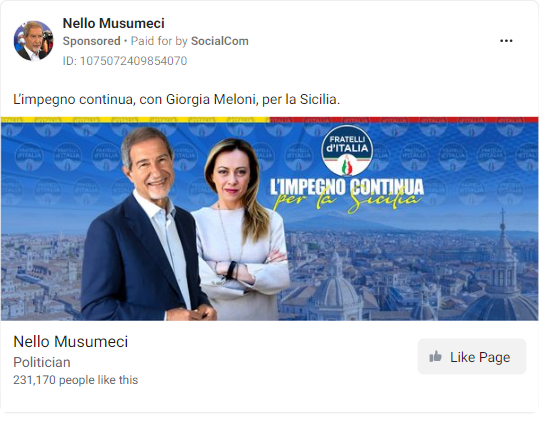 Nello Musumeci
Sponsored • Paid for by SocialCom
ID: 1075072409854070
L'impegno continua, con Giorgia Meloni, per la Sicilia.
FRATELLI
d'ITALIA
L'IMPEGNO CONTINUA
per la Sicilia
Nello Musumeci
Politician
231,170 people like this
Like Page